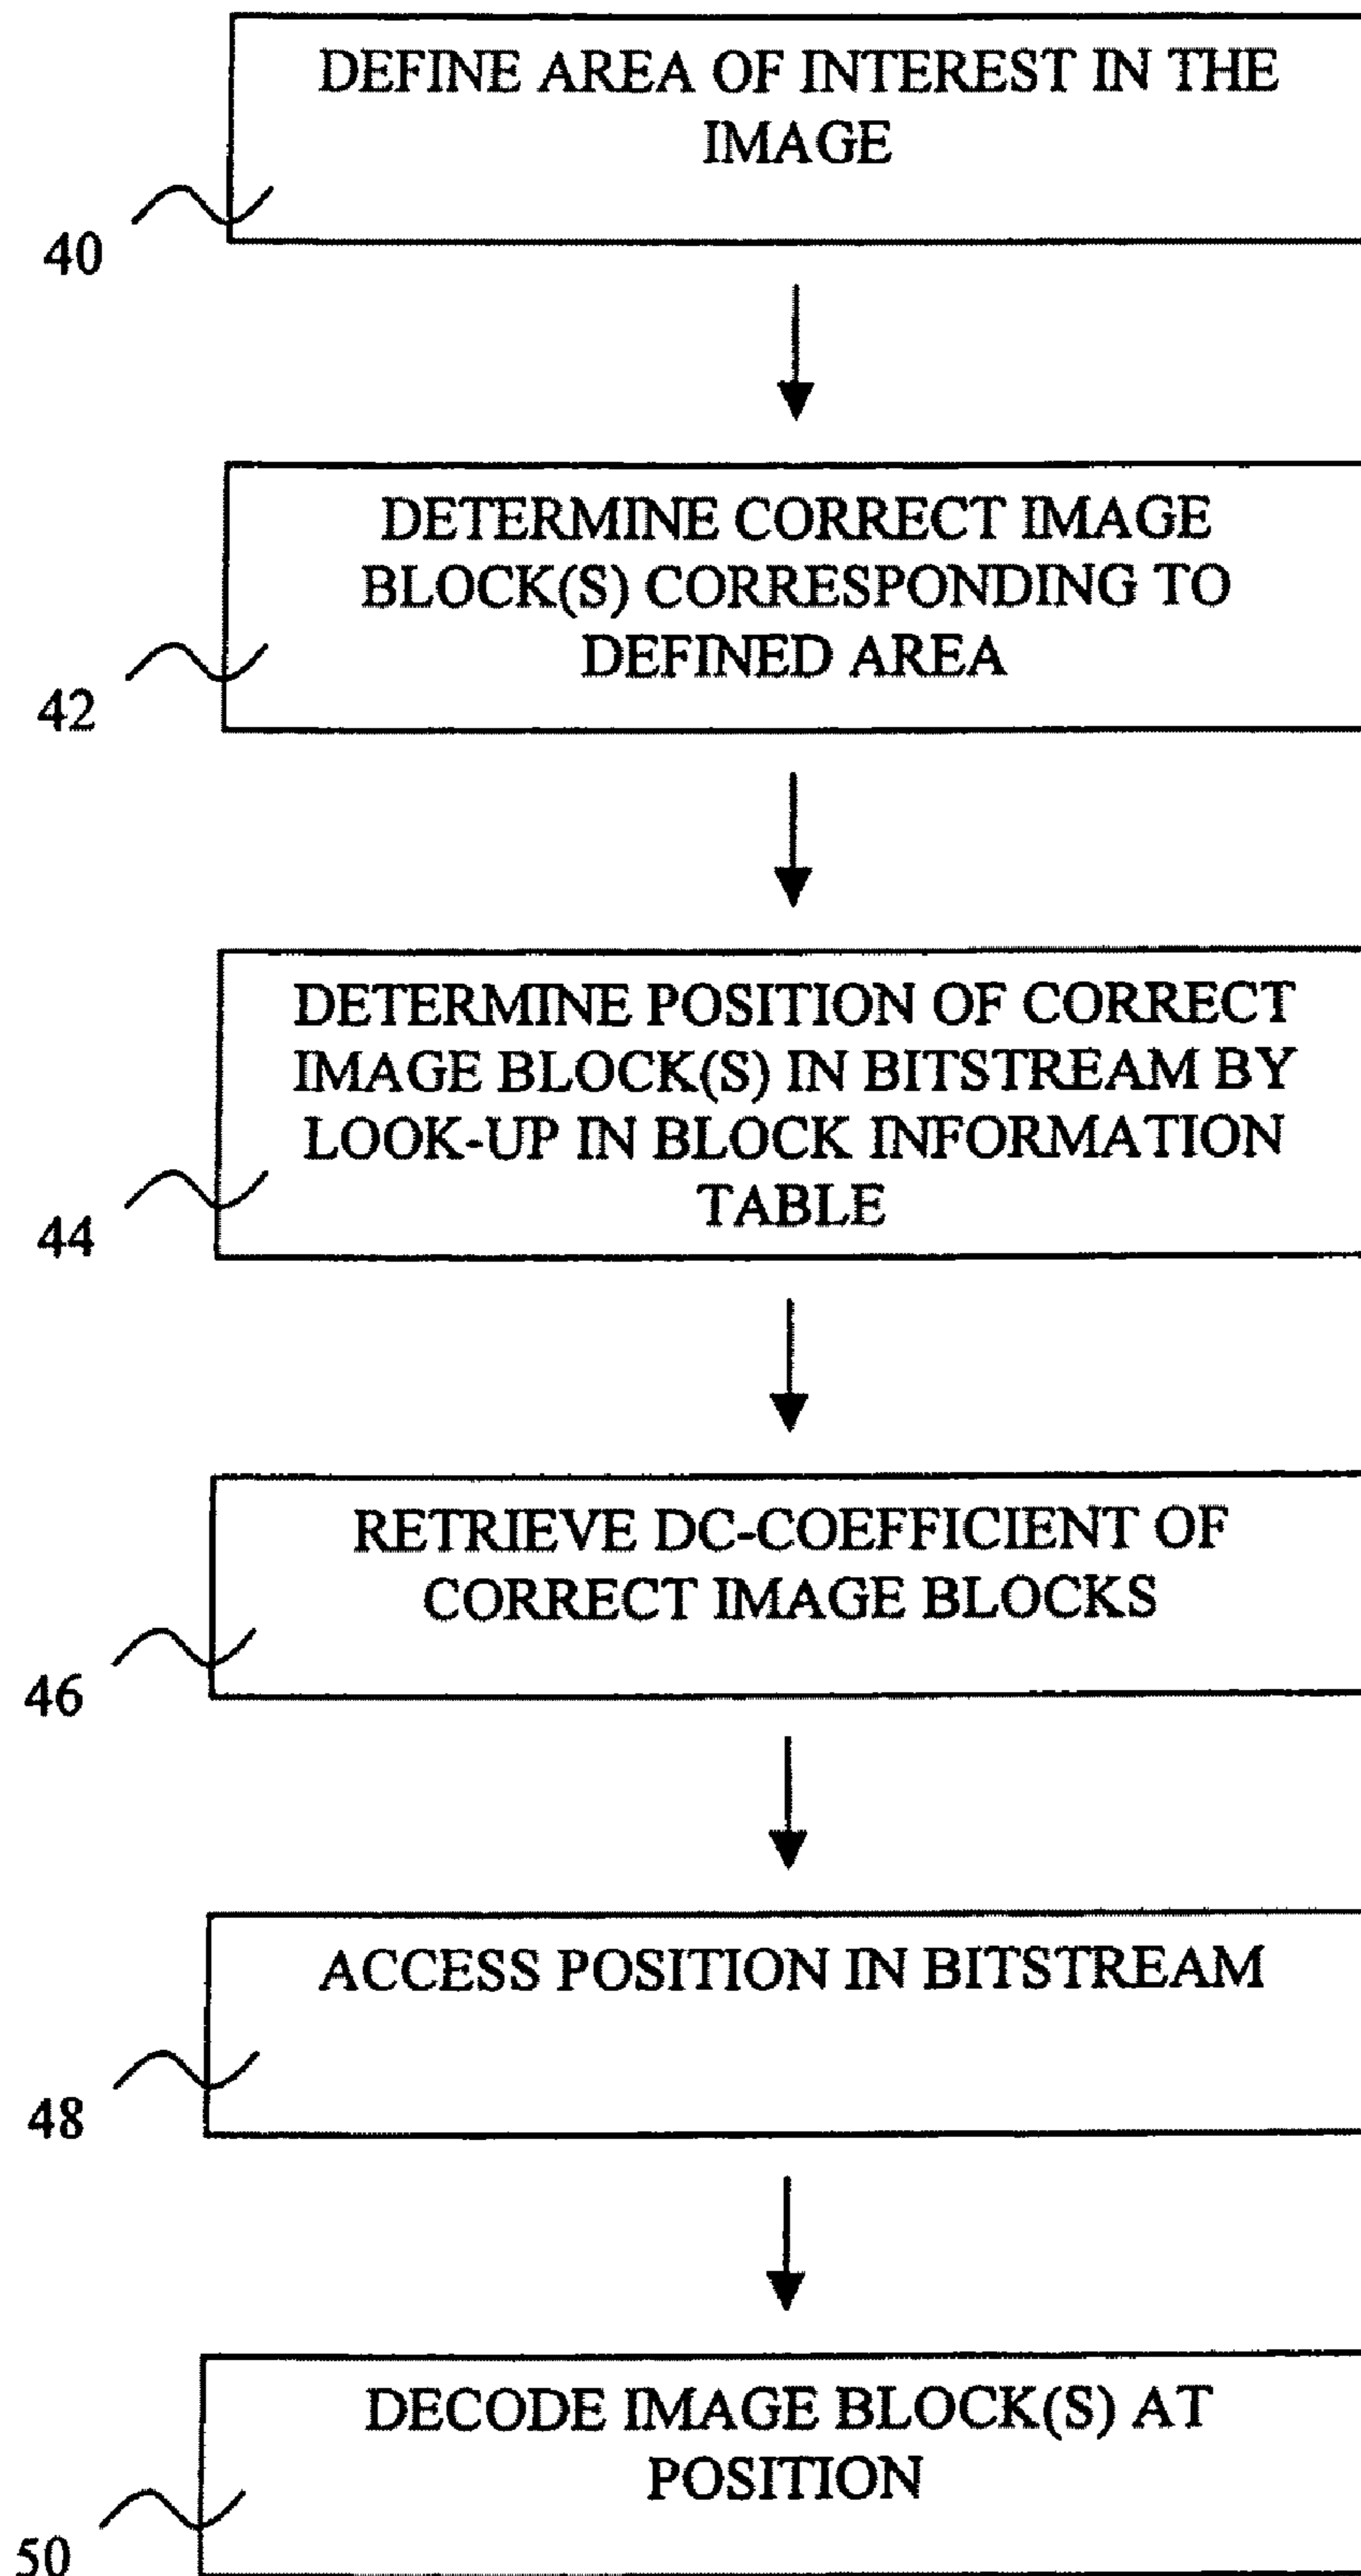 DEFINE AREA OF INTEREST IN THE
IMAGE
40
DETERMINE CORRECT IMAGE
BLOCK(S) CORRESPONDING TO
DEFINED AREA
42
DETERMINE POSITION OF CORRECT
IMAGE BLOCK(S) IN BITSTREAM BY
LOOK-UP IN BLOCK INFORMATION
TABLE
44
RETRIEVE DC-COEFFICIENT OF
CORRECT IMAGE BLOCKS
46
ACCESS POSITION IN BITSTREAM
48
DECODE IMAGE BLOCK(S) AT
POSITION
50